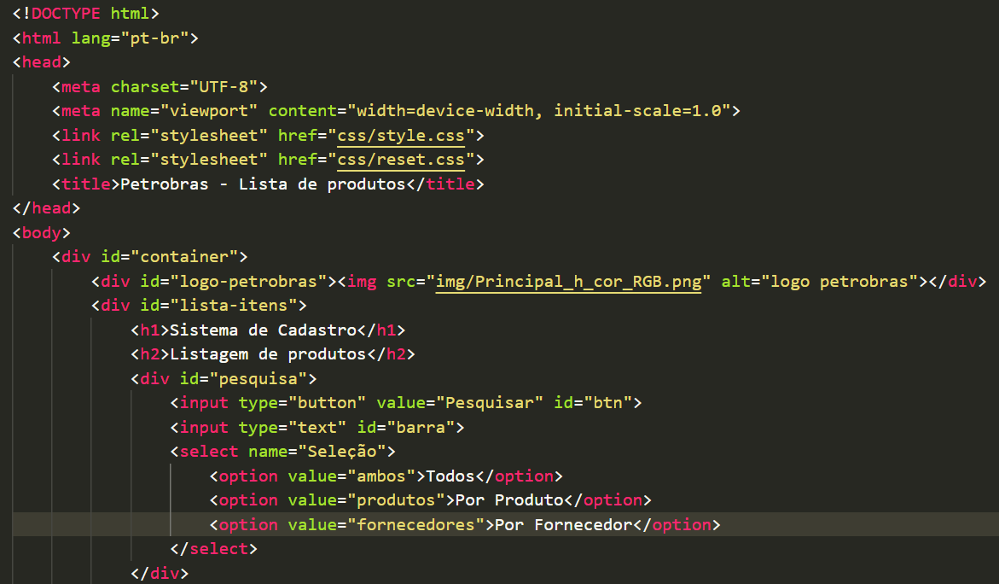 <!DOCTYPE html>
<html lang="pt-br">
<head>
    <meta charset="UTF-8">
    <meta name="viewport" content="width=device-width, initial-scale=1.0">
    <link rel="stylesheet" href="css/style.css">
    <link rel="stylesheet" href="css/reset.css">
    <title>Petrobras - Lista de produtos</title>
</head>
<body>
    <div id="container">
        <div id="logo-petrobras"><img src="img/Principal_h_cor_RGB.png" alt="logo petrobras"></div>
        <div id="lista-itens">
            <h1>Sistema de Cadastro</h1>
            <h2>Listagem de produtos</h2>
            <div id="pesquisa">
                <input type="button" value="Pesquisar" id="btn">
                <input type="text" id="barra">
                <select name="Seleção">
                    <option value="ambos">Todos</option>
                    <option value="produtos">Por Produto</option>
                    <option value="fornecedores">Por Fornecedor</option>
                </select>
            </div>